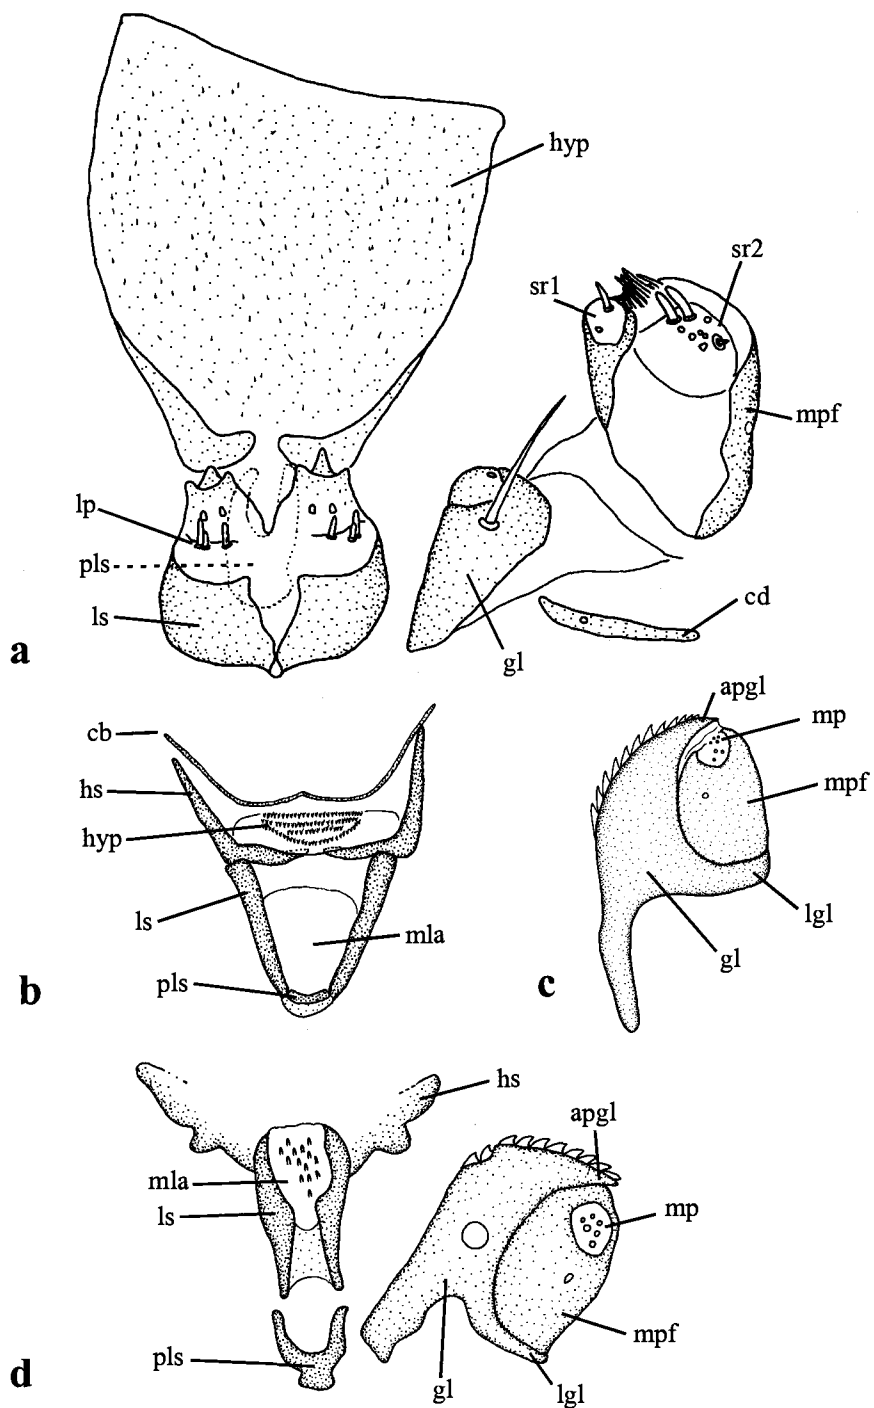 hyp
sr2
sr1
mpf
lp
pls
ls
cd
gl
a
apgl
cb
mp
hs
mpf
hyp
ls
mla
lgl
gl
pls
b
c
hs
apgl
mla
mp
ls
mpf
pls
gl
lgl
d